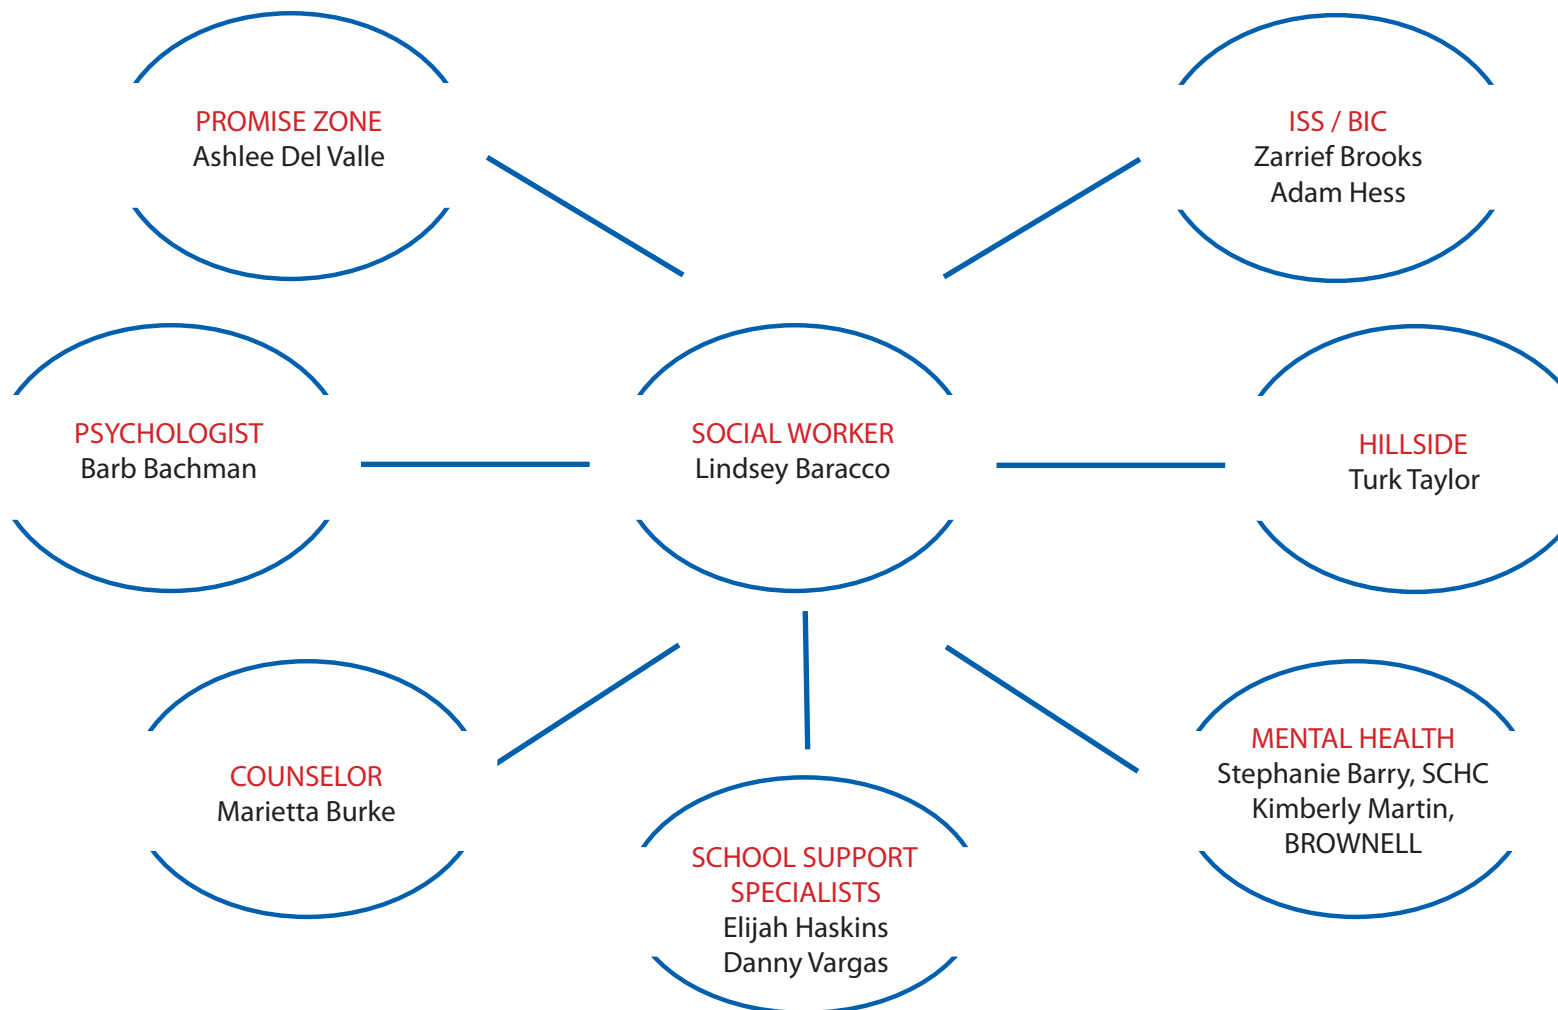 PROMISE ZONE
Ashlee Del Valle
ISS / BIC
Zarrief Brooks
Adam Hess
PSYCHOLOGIST
Barb Bachman
SOCIAL WORKER
Lindsey Baracco
HILLSIDE
Turk Taylor
COUNSELOR
Marietta Burke
SCHOOL SUPPORT
SPECIALISTS
Elijah Haskins
Danny Vargas
MENTAL HEALTH
Stephanie Barry, SCHC
Kimberly Martin,
BROWNELL